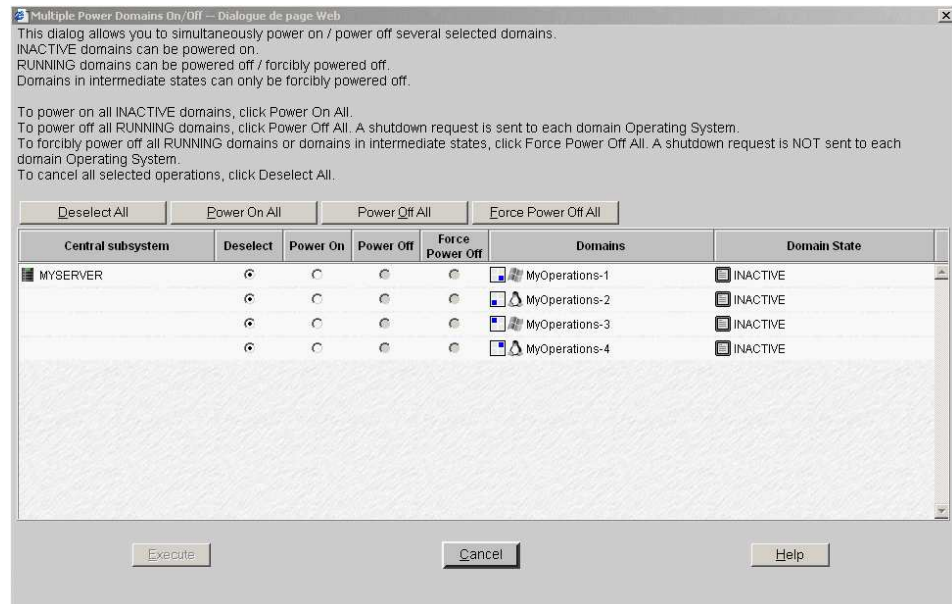 Multiple Power Domains On/Off -- Dialogue de page Web
This dialog allows you to simultaneously power on / power off several selected domains.
INACTIVE domains can be powered on.
RUNNING domains can be powered off / forcibly powered off.
Domains in intermediate states can only be forcibly powered off.
To power on all INACTIVE domains, click Power On All.
To power off all RUNNING domains, click Power Off All. A shutdown request is sent to each domain Operating System.
To forcibly power off all RUNNING domains or domains in intermediate states, click Force Power Off All. A shutdown request is NOT sent to each
domain Operating System.
To cancel all selected operations, click Deselect All.
Deselect All Power On All Power Off All Force Power Off All
Central subsystem Deselect Power On Power Off Force Power Off Domains Domain State
MYSERVER MyOperations-1 INACTIVE
MyOperations-2 INACTIVE
MyOperations-3 INACTIVE
MyOperations-4 INACTIVE
Execute Cancel Help